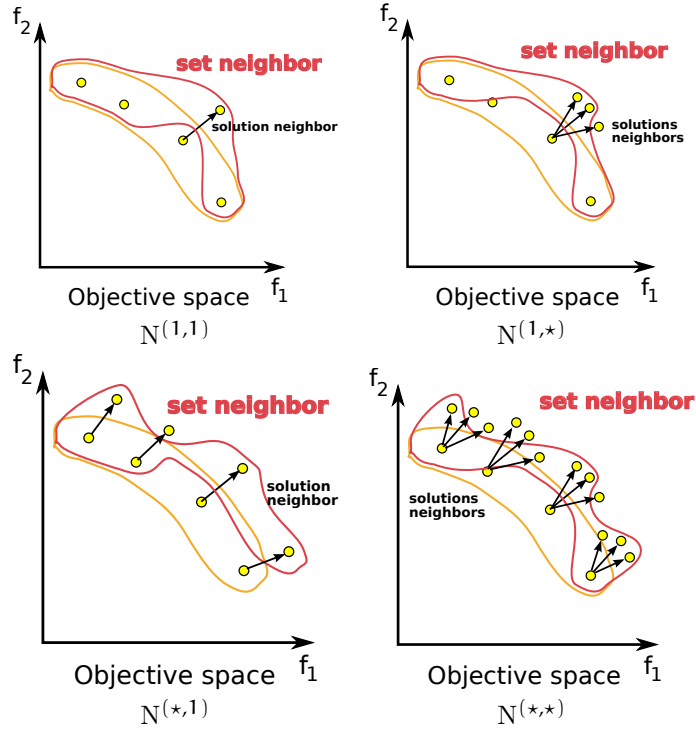 f2
set neighbor
solution neighbor
Objective space f1
N(1,1)
f2
set neighbor
solutions
neighbors
Objective space f1
N(1,⋆)
f2
set neighbor
solution
neighbor
Objective space f1
N(⋆,1)
f2
set neighbor
solutions
neighbors
Objective space f1
N(⋆,⋆)